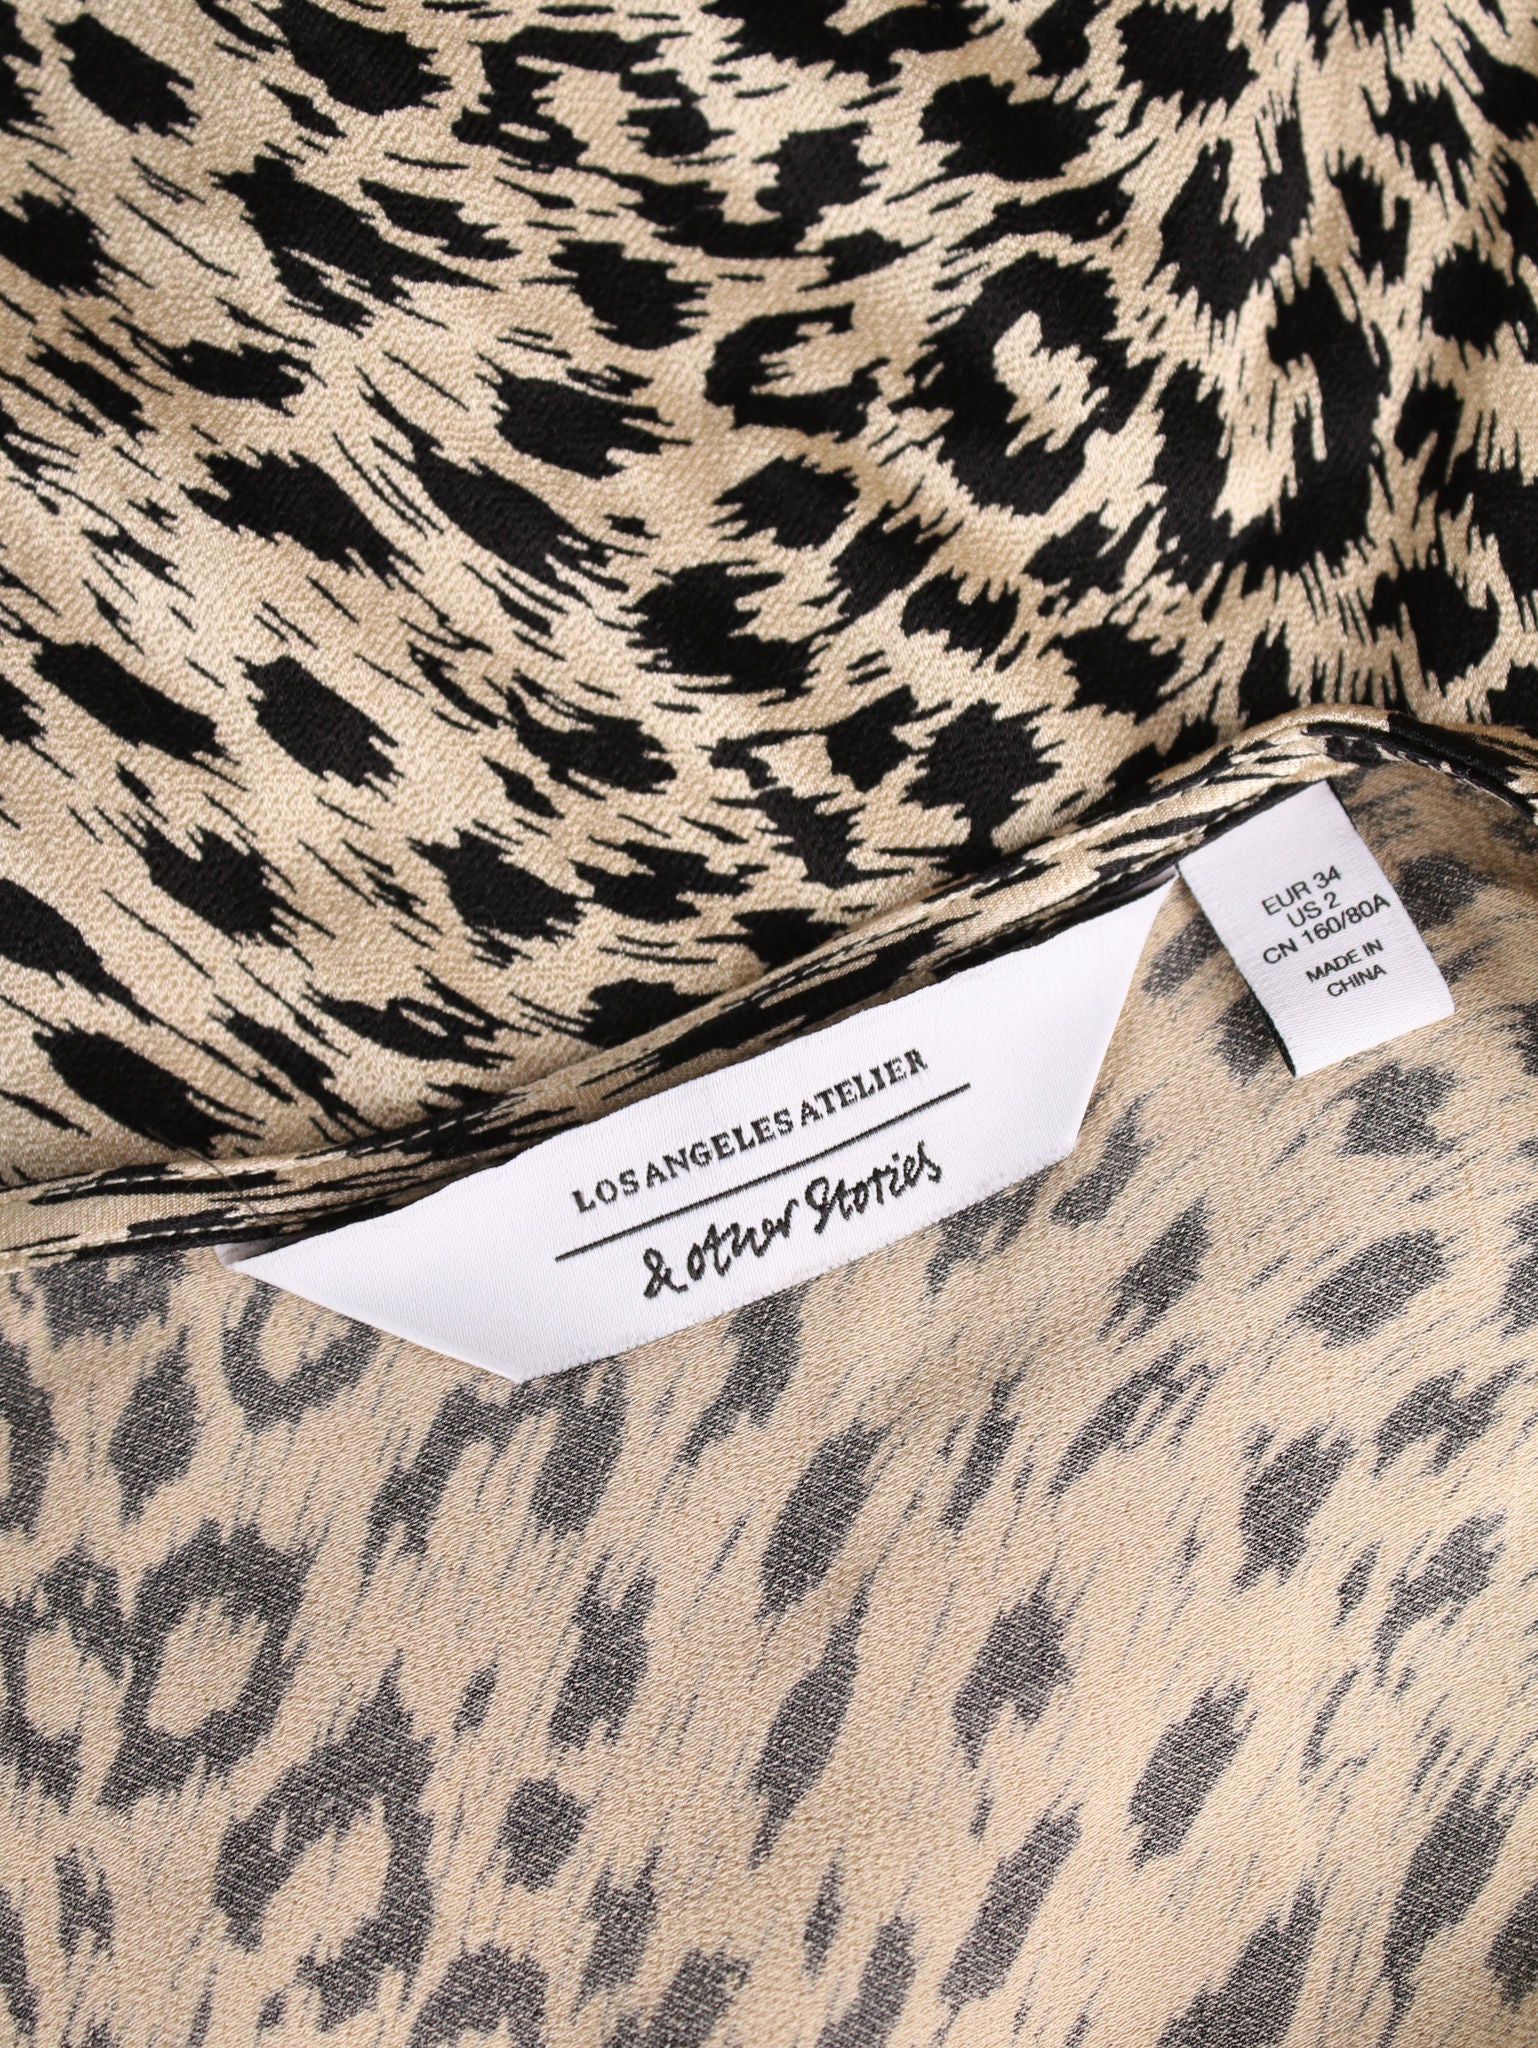 LOS ANGELES ATELIER
& other Stories
EUR 34
US 2
CN 160/80A
MADE IN
CHINA